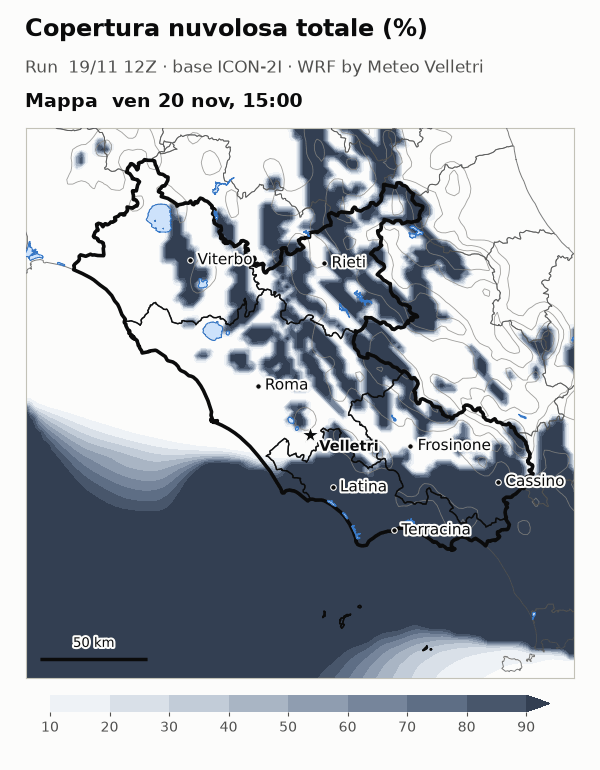 Copertura nuvolosa totale (%)
Run  19/11 12Z · base ICON-2I · WRF by Meteo Velletri
Mappa  ven 20 nov, 15:00
Viterbo
Rieti
Roma
Velletri
Frosinone
Latina
Cassino
Terracina
50 km
10 20 30 40 50 60 70 80 90